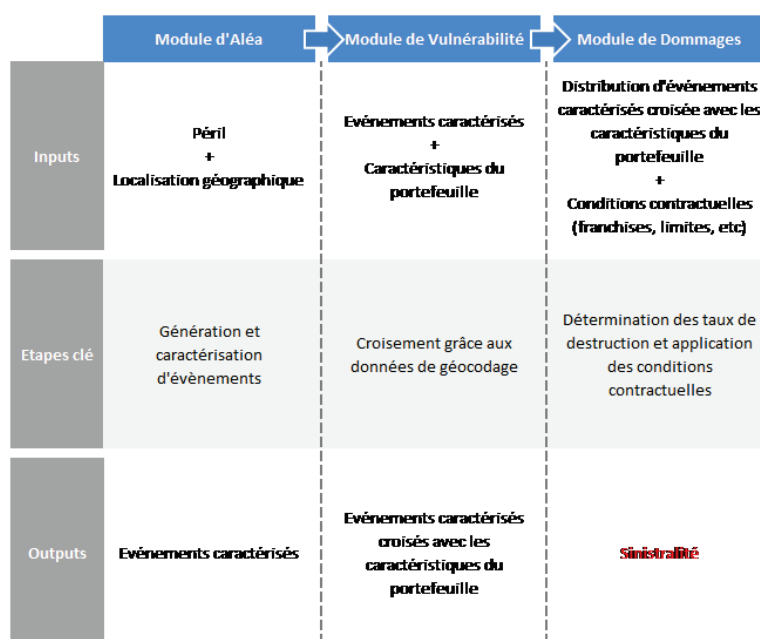 Module d'Aléa
Module de Vulnérabilité
Module de Dommages
Inputs
Péril
+
Localisation géographique
Evénements caractérisés
+
Caractéristiques du
portefeuille
Distribution d'événements
caractérisés croisée avec les
caractéristiques du
portefeuille
+
Conditions contractuelles
(franchises, limites, etc)
Etapes clé
Génération et
caractérisation
d'évènements
Croisement grâce aux
données de géocodage
Détermination des taux de
destruction et application
des conditions
contractuelles
Outputs
Evénements caractérisés
Evénements caractérisés
croisés avec les
caractéristiques du
portefeuille
Sinistralité